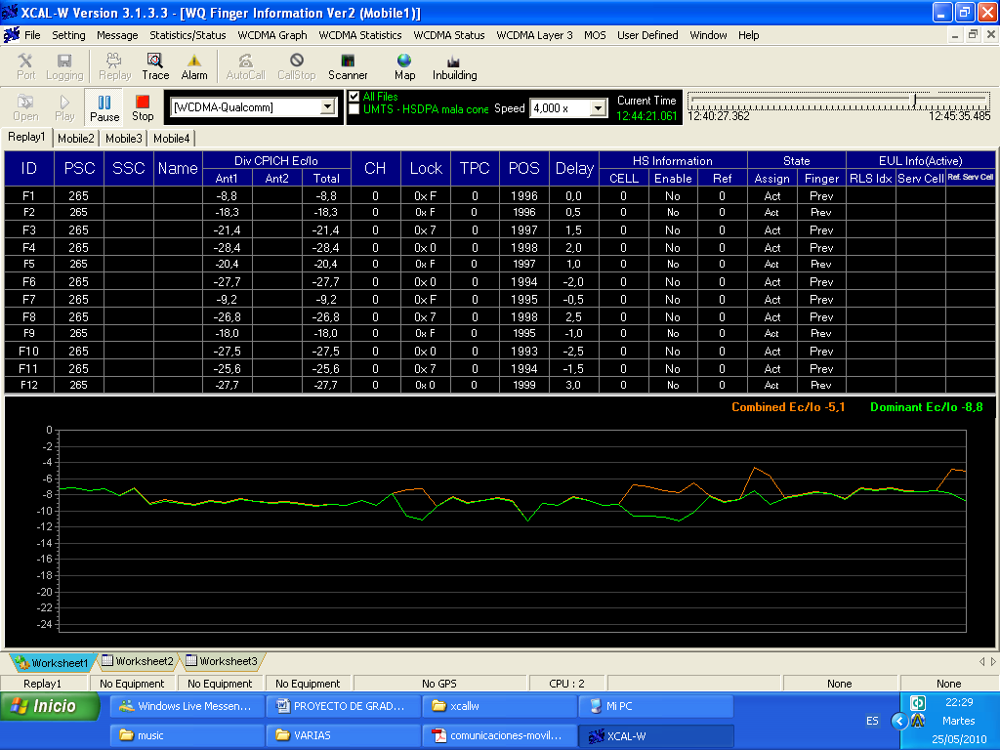 XCAL-W Version 3.1.3.3 - [WQ Finger Information Ver2 (Mobile1)]
File Setting Message Statistics/Status WCDMA Graph WCDMA Statistics WCDMA Status WCDMA Layer 3 MOS User Defined Window Help
Port Logging Replay Trace Alarm AutoCall CallStop Scanner Map Inbuilding
Open Play Pause Stop [WCDMA-Qualcomm] All Files Speed 4,000 x Current Time
UMTS - HSDPA mala cone 12:44:21.061 12:40:27.362 12:45:35.485
Replay1 Mobile2 Mobile3 Mobile4
ID PSC SSC Name Div CPICH Ec/Io CH Lock TPC POS Delay HS Information State EUL Info(Active)
Ant1 Ant2 Total CELL Enable Ref Assign Finger RLS Idx Serv Cell Ref. Serv Cell
F1 265 -8,8 -8,8 0 0x F 0 1996 0,0 0 No 0 Act Prev
F2 265 -18,3 -18,3 0 0x F 0 1996 0,5 0 No 0 Act Prev
F3 265 -21,4 -21,4 0 0x 7 0 1997 1,5 0 No 0 Act Prev
F4 265 -28,4 -28,4 0 0x 0 0 1998 2,0 0 No 0 Act Prev
F5 265 -20,4 -20,4 0 0x F 0 1997 1,0 0 No 0 Act Prev
F6 265 -27,7 -27,7 0 0x 0 0 1994 -2,0 0 No 0 Act Prev
F7 265 -9,2 -9,2 0 0x F 0 1995 -0,5 0 No 0 Act Prev
F8 265 -26,8 -26,8 0 0x 7 0 1998 2,5 0 No 0 Act Prev
F9 265 -18,0 -18,0 0 0x F 0 1995 -1,0 0 No 0 Act Prev
F10 265 -27,5 -27,5 0 0x 0 0 1993 -2,5 0 No 0 Act Prev
F11 265 -25,6 -25,6 0 0x 7 0 1994 -1,5 0 No 0 Act Prev
F12 265 -27,7 -27,7 0 0x 0 0 1999 3,0 0 No 0 Act Prev
Combined Ec/Io -5,1 Dominant Ec/Io -8,8
0
-2
-4
-6
-8
-10
-12
-14
-16
-18
-20
-22
-24
Worksheet1 Worksheet2 Worksheet3
Replay1 No Equipment No Equipment No Equipment No GPS CPU : 2 None None
Inicio Windows Live Messen... PROYECTO DE GRAD... xcallw Mi PC 22:29
ES Martes
music VARIAS comunicaciones-movil... XCAL-W 25/05/2010